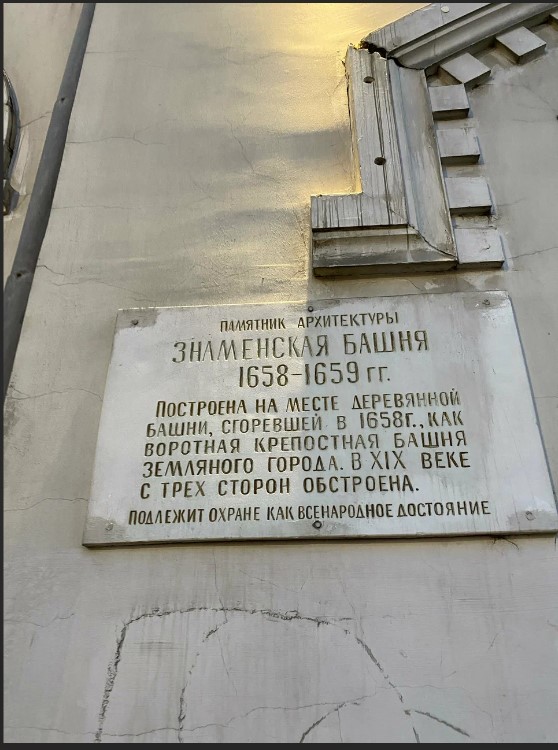 ПАМЯТНИК АРХИТЕКТУРЫ
ЗНАМЕНСКАЯ БАШНЯ
1658-1659 гг.
ПОСТРОЕНА НА МЕСТЕ ДЕРЕВЯННОЙ
БАШНИ, СГОРЕВШЕЙ В 1658г., КАК
ВОРОТНАЯ КРЕПОСТНАЯ БАШНЯ
ЗЕМЛЯНОГО ГОРОДА. В XIX ВЕКЕ
С ТРЕХ СТОРОН ОБСТРОЕНА.
ПОДЛЕЖИТ ОХРАНЕ КАК ВСЕНАРОДНОЕ ДОСТОЯНИЕ